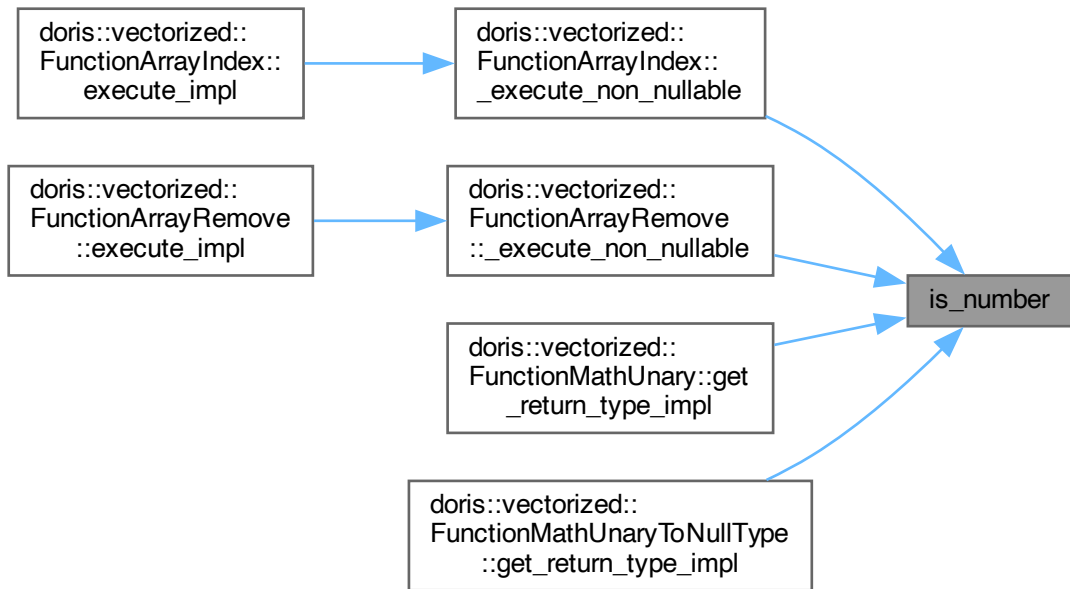 doris::vectorized::
FunctionArrayIndex::
execute_impl
doris::vectorized::
FunctionArrayIndex::
_execute_non_nullable
doris::vectorized::
FunctionArrayRemove
::execute_impl
doris::vectorized::
FunctionArrayRemove
::_execute_non_nullable
is_number
doris::vectorized::
FunctionMathUnary::get
_return_type_impl
doris::vectorized::
FunctionMathUnaryToNullType
::get_return_type_impl